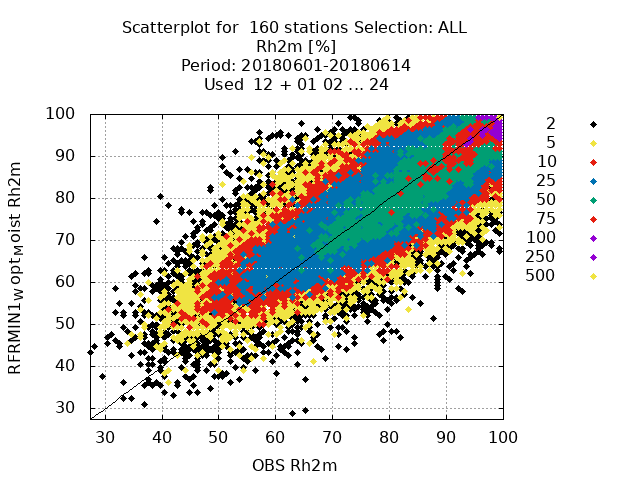 Scatterplot for  160 stations Selection: ALL
Rh2m [%]
Period: 20180601-20180614
Used  12 + 01 02 ... 24
100
90
80
70
60
50
40
30
30 40 50 60 70 80 90 100
RFRMIN1_W opt_M oist Rh2m
OBS Rh2m
2
5
10
25
50
75
100
250
500